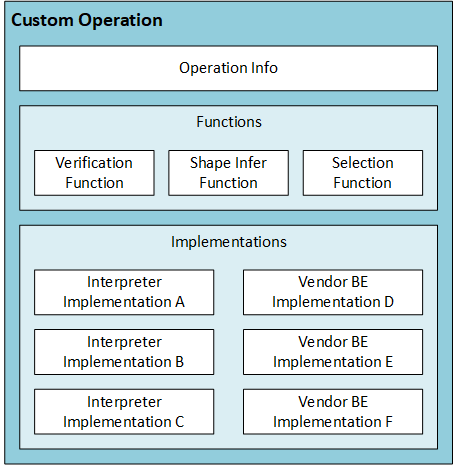 Custom Operation
Operation Info
Functions
Verification
Function
Shape Infer
Function
Selection
Function
Implementations
Interpreter
Implementation A
Vendor BE
Implementation D
Interpreter
Implementation B
Vendor BE
Implementation E
Interpreter
Implementation C
Vendor BE
Implementation F